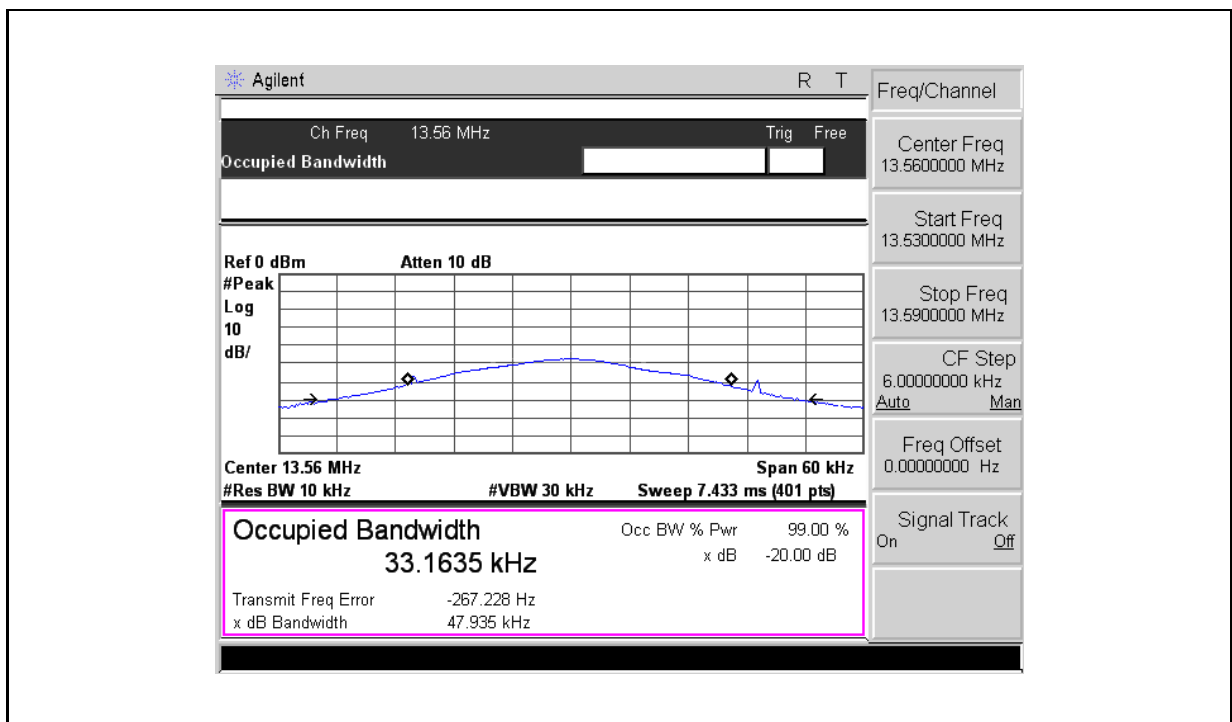 Agilent R T
Freq/Channel
Ch Freq 13.56 MHz Trig Free
Occupied Bandwidth
Center Freq
13.5600000 MHz
Start Freq
13.5300000 MHz
Stop Freq
13.5900000 MHz
CF Step
6.00000000 kHz
Auto Man
Freq Offset
0.00000000 Hz
Signal Track
On Off
Ref 0 dBm Atten 10 dB
#Peak
Log
10
dB/
Center 13.56 MHz Span 60 kHz
#Res BW 10 kHz #VBW 30 kHz Sweep 7.433 ms (401 pts)
Occupied Bandwidth Occ BW % Pwr 99.00 %
33.1635 kHz x dB -20.00 dB
Transmit Freq Error -267.228 Hz
x dB Bandwidth 47.935 kHz